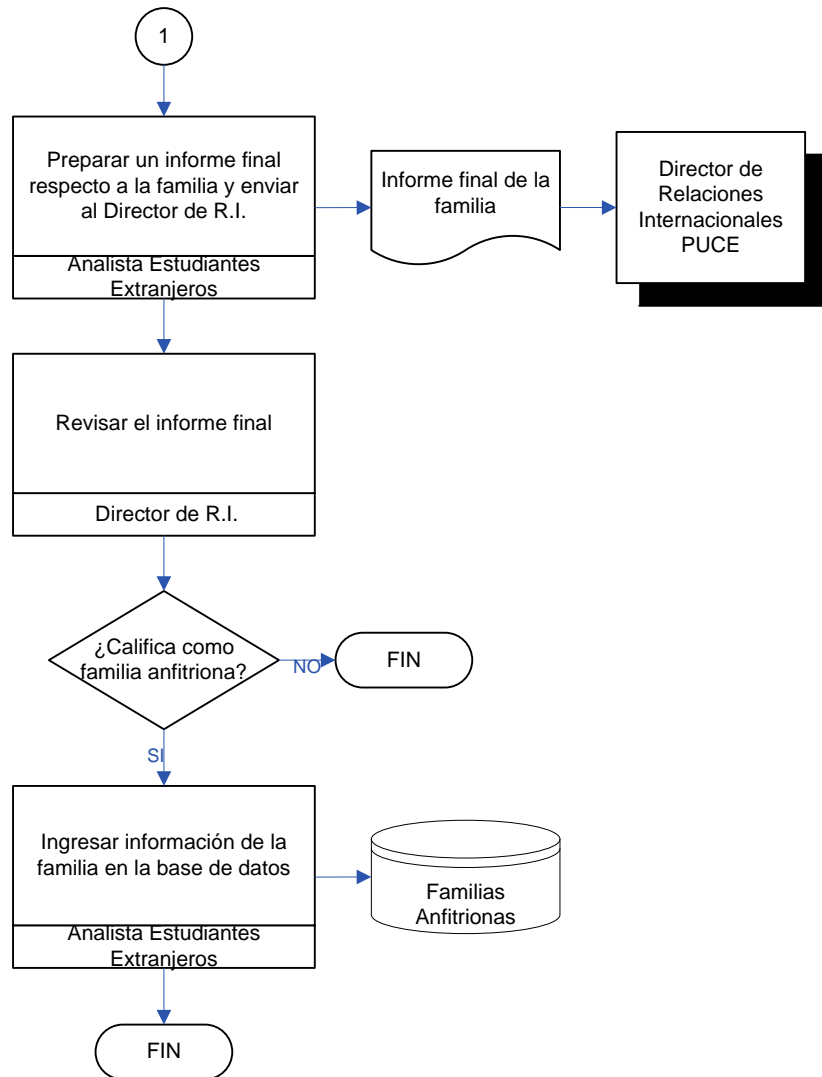 1
Preparar un informe final
respecto a la familia y enviar
al Director de R.I.
Analista Estudiantes
Extranjeros
Informe final de la
familia
Director de
Relaciones
Internacionales
PUCE
Revisar el informe final
Director de R.I.
¿Califica como
familia anfitriona?
NO
FIN
SI
Ingresar información de la
familia en la base de datos
Analista Estudiantes
Extranjeros
Familias
Anfitrionas
FIN